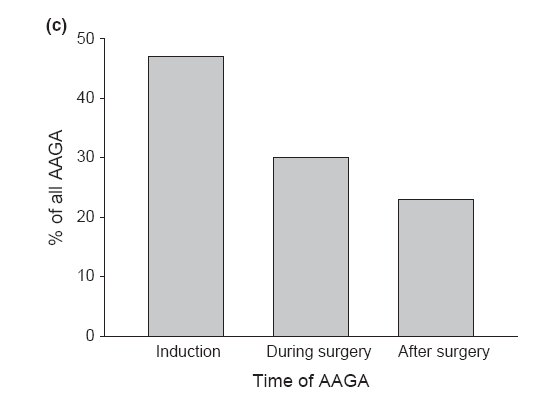 (c)
50
40
30
20
10
0
% of all AAGA
Induction
During surgery
After surgery
Time of AAGA